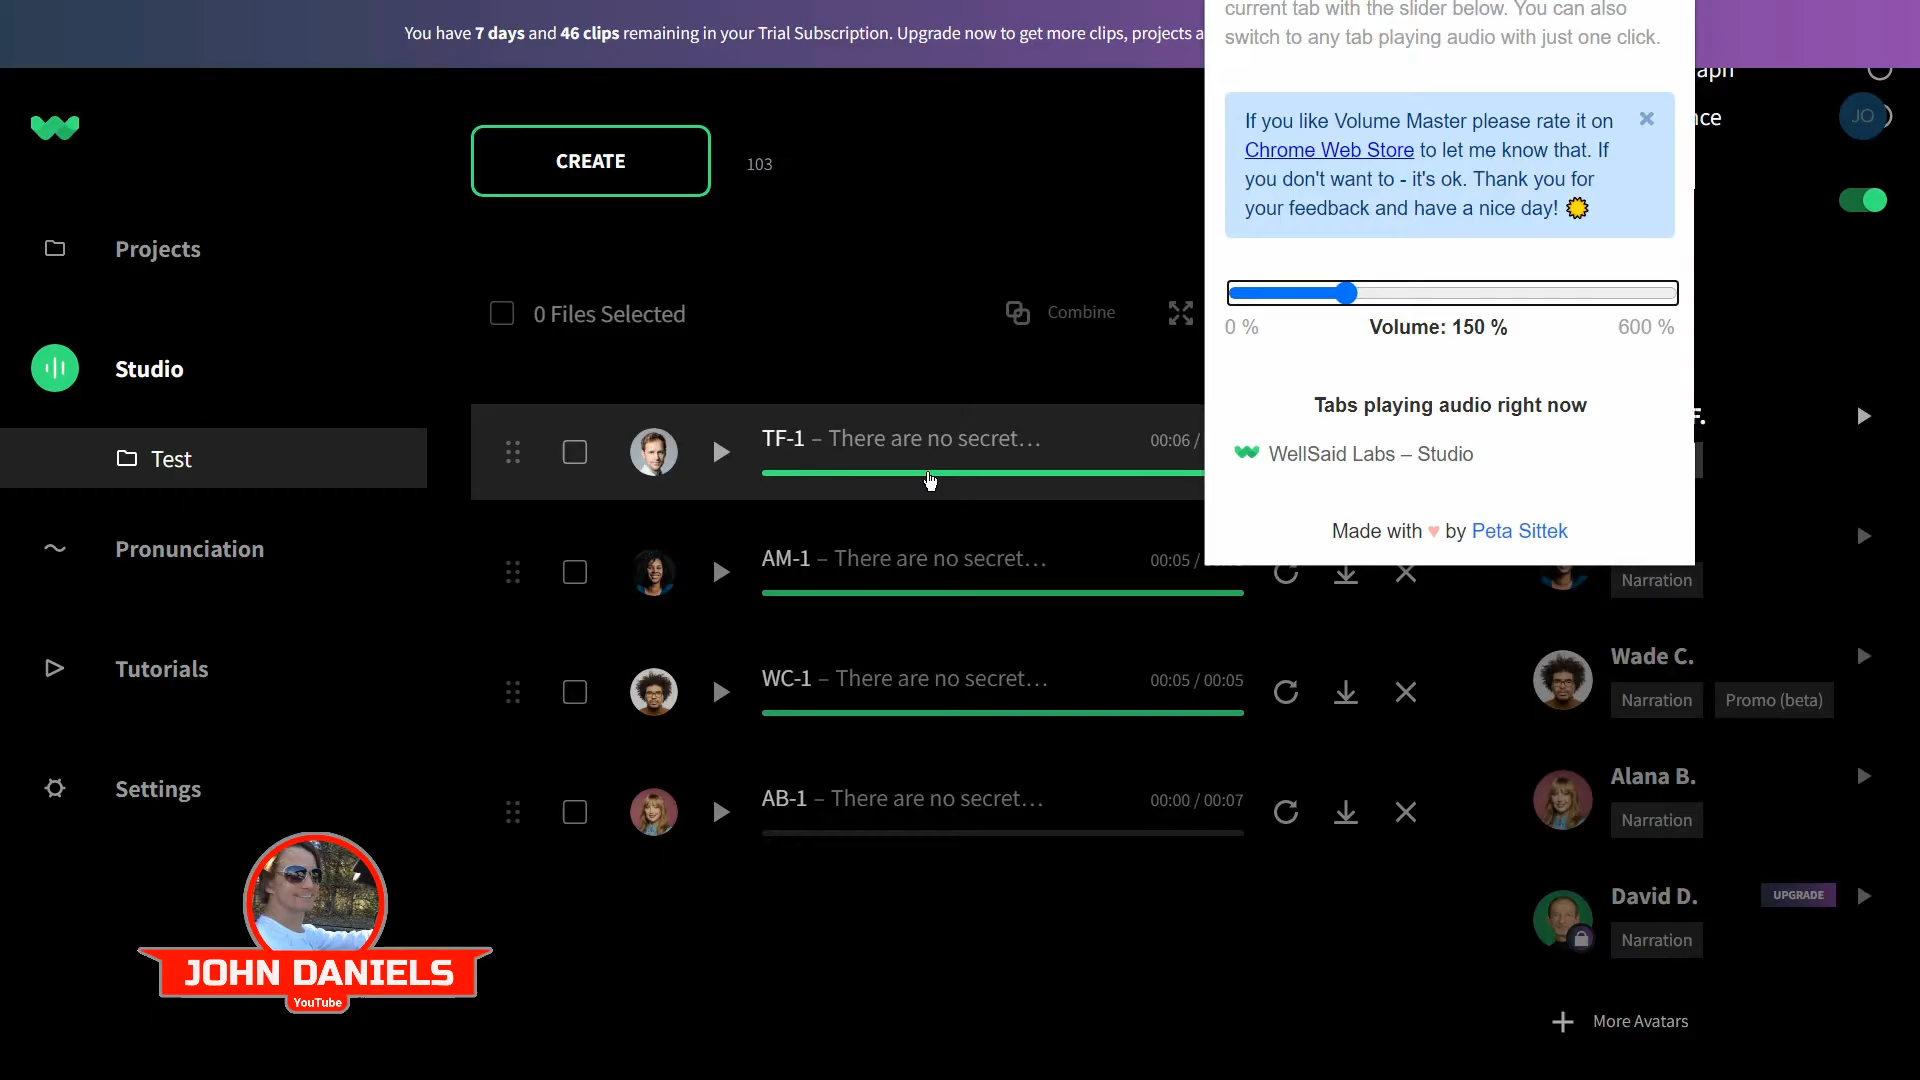 You have 7 days and 46 clips remaining in your Trial Subscription. Upgrade now to get more clips, projects a
current tab with the slider below. You can also
switch to any tab playing audio with just one click.
If you like Volume Master please rate it on
Chrome Web Store to let me know that. If
you don't want to - it's ok. Thank you for
your feedback and have a nice day!
0 %
Volume: 150 %
600 %
Tabs playing audio right now
WellSaid Labs – Studio
Made with ♥ by Peta Sittek
JO
CREATE
103
Projects
Studio
Test
Pronunciation
Tutorials
Settings
0 Files Selected
Combine
TF-1 – There are no secret…
00:06 /
AM-1 – There are no secret…
00:05 /
WC-1 – There are no secret…
00:05 / 00:05
AB-1 – There are no secret…
00:00 / 00:07
Narration
Wade C.
Narration
Promo (beta)
Alana B.
Narration
David D.
UPGRADE
Narration
More Avatars
JOHN DANIELS
YouTube